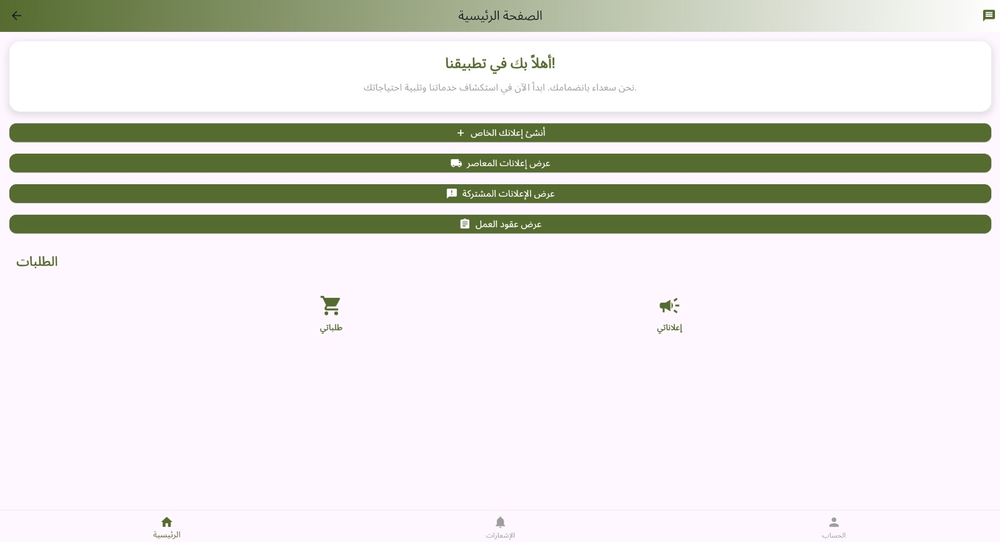 الصفحة الرئيسية
أهلاً بك في تطبيقنا!
نحن سعداء بانضمامك. ابدأ الآن في استكشاف خدماتنا وتلبية احتياجاتك.
أنشئ إعلانك الخاص
عرض إعلانات المعاصر
عرض الإعلانات المشتركة
عرض عقود العمل
الطلبات
إعلاناتي
طلباتي
الحساب
الإشعارات
الرئيسية